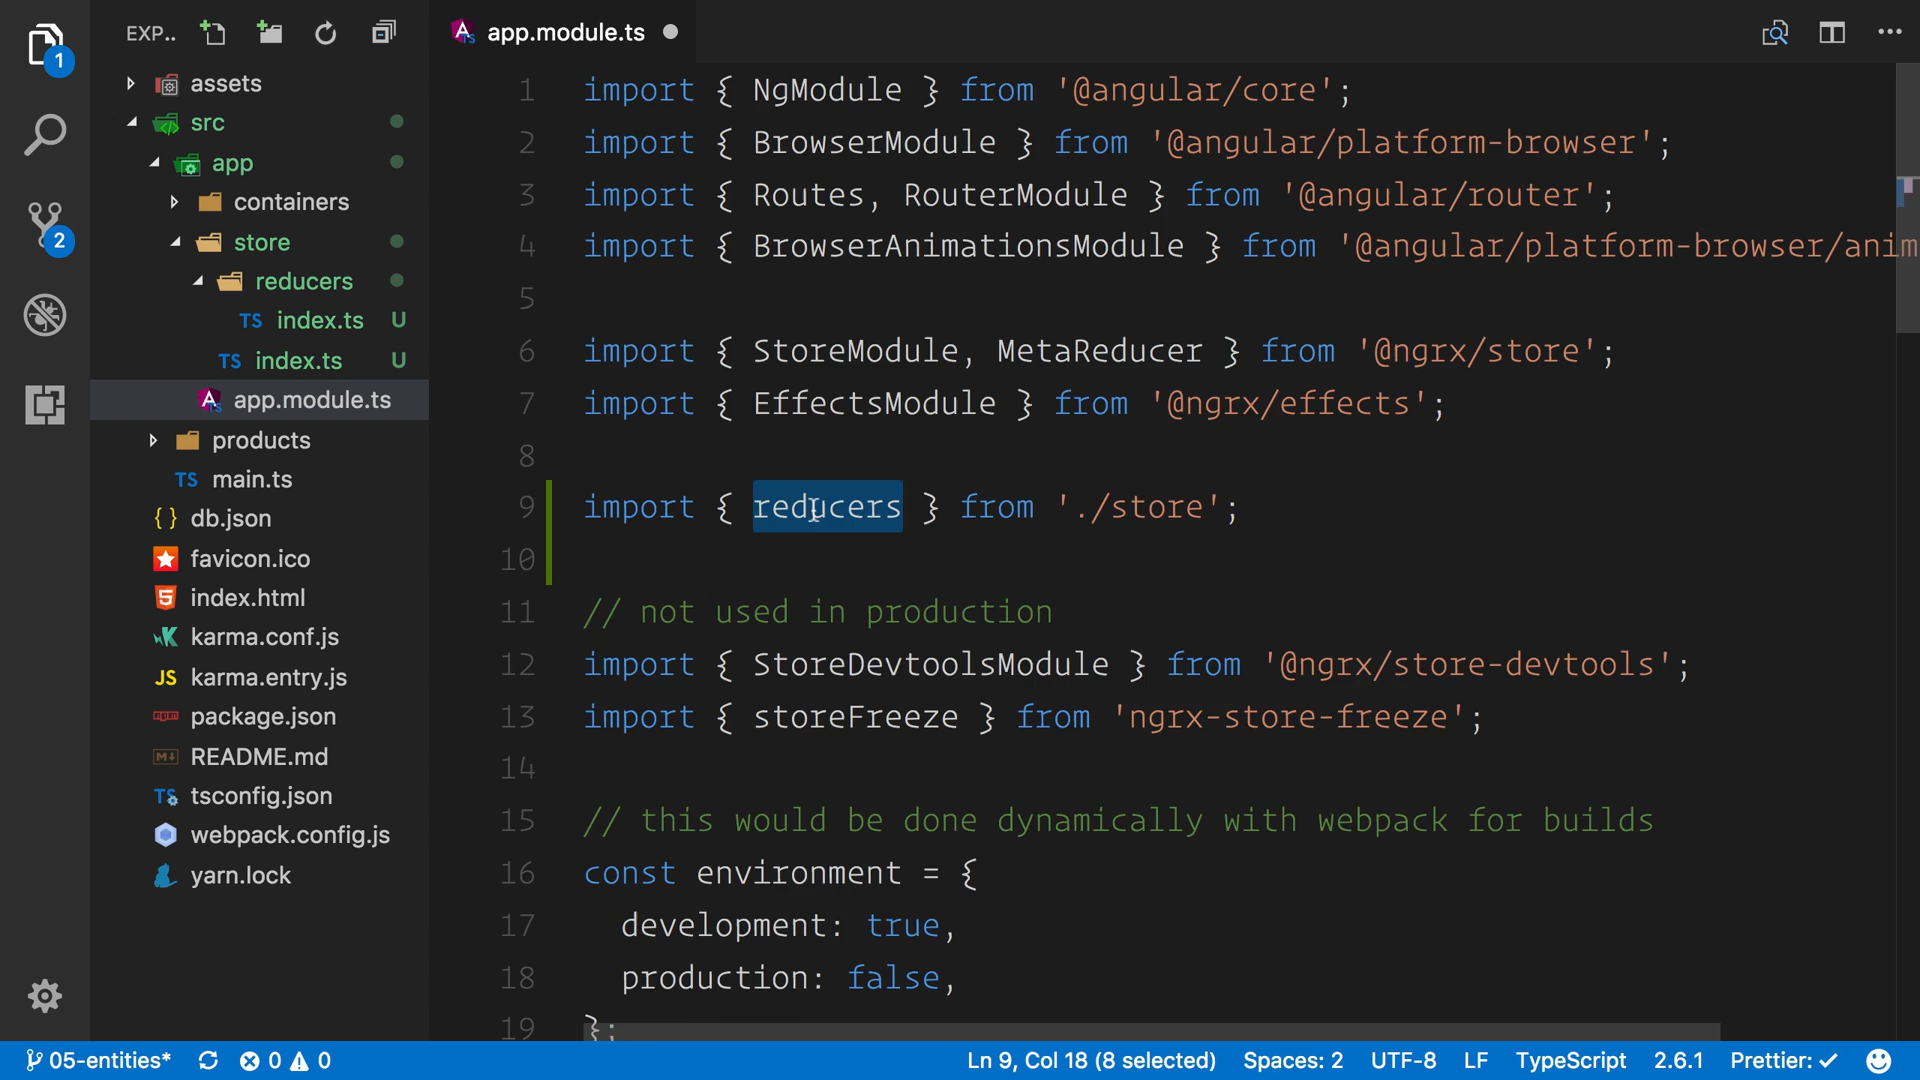 EXP..
app.module.ts
1
assets
src
app
containers
2
store
reducers
TS index.ts U
TS index.ts U
app.module.ts
products
TS main.ts
{ } db.json
favicon.ico
index.html
karma.conf.js
JS karma.entry.js
package.json
README.md
TS tsconfig.json
webpack.config.js
yarn.lock
1 import { NgModule } from '@angular/core';
2 import { BrowserModule } from '@angular/platform-browser';
3 import { Routes, RouterModule } from '@angular/router';
4 import { BrowserAnimationsModule } from '@angular/platform-browser/anim
5
6 import { StoreModule, MetaReducer } from '@ngrx/store';
7 import { EffectsModule } from '@ngrx/effects';
8
9 import { reducers } from './store';
10
11 // not used in production
12 import { StoreDevtoolsModule } from '@ngrx/store-devtools';
13 import { storeFreeze } from 'ngrx-store-freeze';
14
15 // this would be done dynamically with webpack for builds
16 const environment = {
17 development: true,
18 production: false,
19 };
05-entities* 0 0 Ln 9, Col 18 (8 selected) Spaces: 2 UTF-8 LF TypeScript 2.6.1 Prettier: ✓